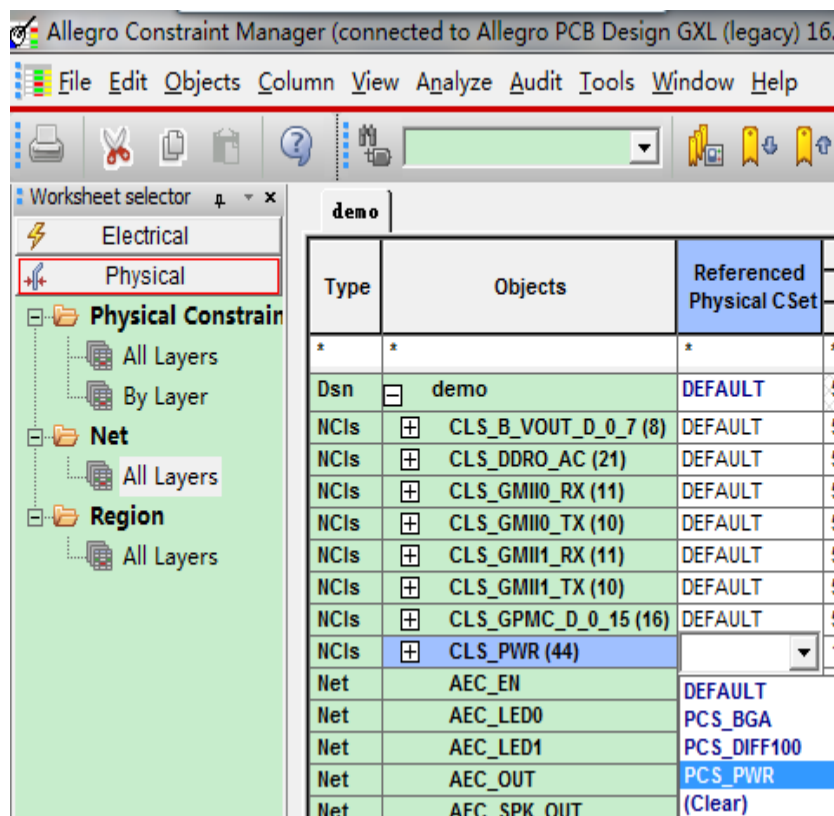 Allegro Constraint Manager (connected to Allegro PCB Design GXL (legacy) 16.
File Edit Objects Column View Analyze Audit Tools Window Help
Worksheet selector
demo
Electrical
Physical
Type Objects Referenced Physical CSet
Physical Constrain
* * *
All Layers
Dsn demo DEFAULT
By Layer
NCls CLS_B_VOUT_D_0_7 (8) DEFAULT
Net
NCls CLS_DDRO_AC (21) DEFAULT
All Layers
NCls CLS_GMII0_RX (11) DEFAULT
Region
NCls CLS_GMII0_TX (10) DEFAULT
All Layers
NCls CLS_GMII1_RX (11) DEFAULT
NCls CLS_GMII1_TX (10) DEFAULT
NCls CLS_GPMC_D_0_15 (16) DEFAULT
NCls CLS_PWR (44)
Net AEC_EN DEFAULT
Net AEC_LED0 PCS_BGA
Net AEC_LED1 PCS_DIFF100
Net AEC_OUT PCS_PWR
Net AEC_SPK_OUT (Clear)